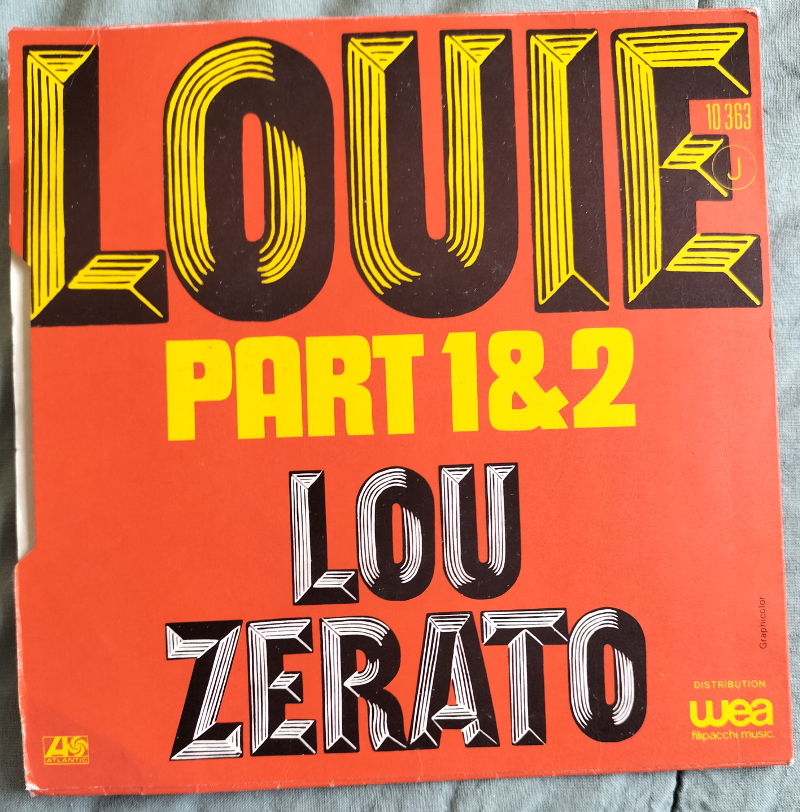 LOUIE
10 363
J
PART 1&2
LOU
ZERATO
Graphicolor
DISTRIBUTION
wea
filipacchi music
ATLANTIC